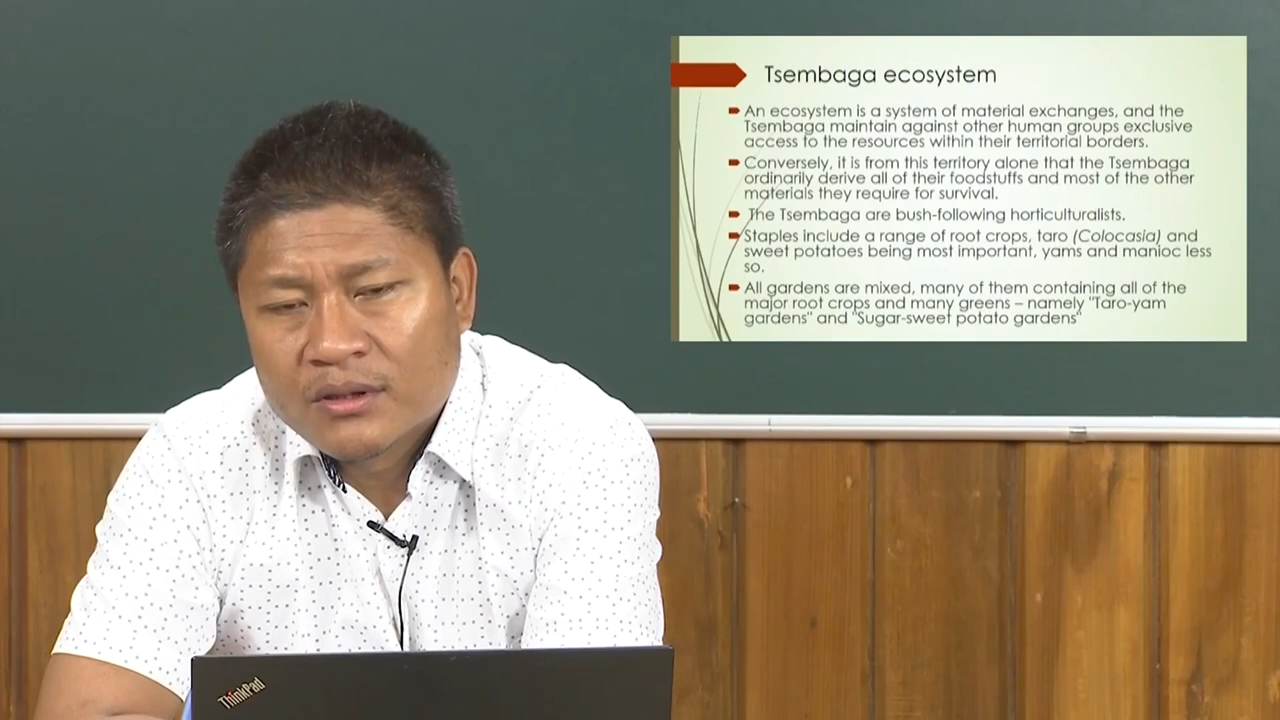 Tsembaga ecosystem
An ecosystem is a system of material exchanges, and the
Tsembaga maintain against other human groups exclusive
access to the resources within their territorial borders.
Conversely, it is from this territory alone that the Tsembaga
ordinarily derive all of their foodstuffs and most of the other
materials they require for survival.
The Tsembaga are bush-following horticulturalists.
Staples include a range of root crops, taro (Colocasia) and
sweet potatoes being most important, yams and manioc less
so.
All gardens are mixed, many of them containing all of the
major root crops and many greens – namely "Taro-yam
gardens" and "Sugar-sweet potato gardens"
ThinkPad